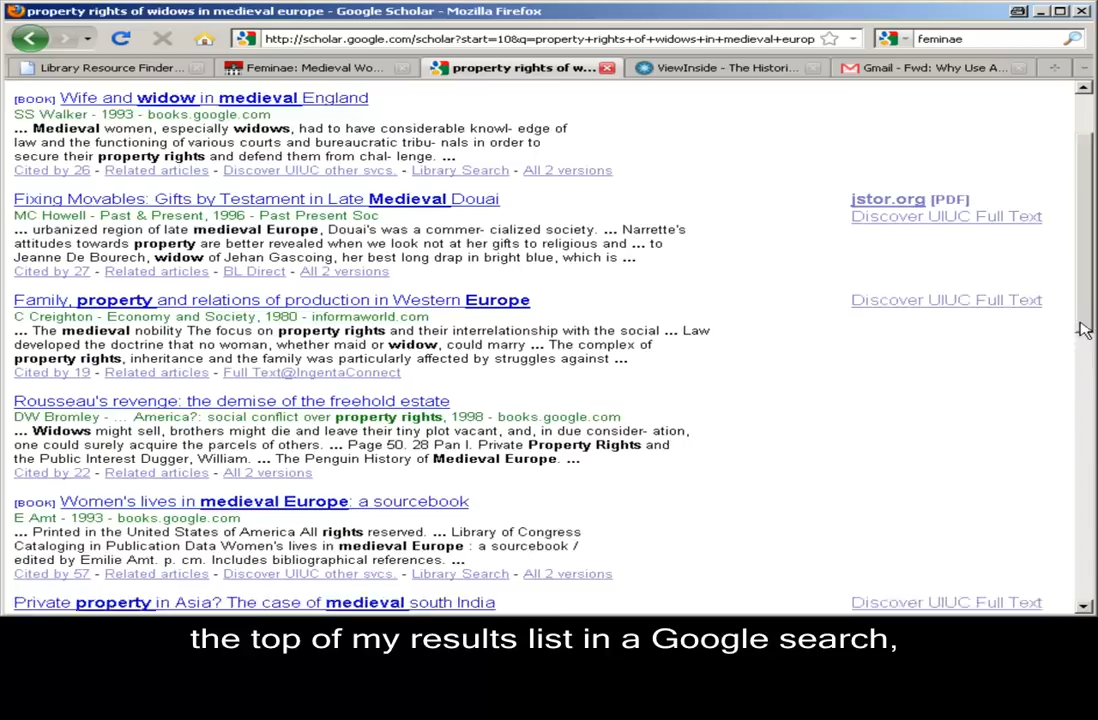 property rights of widows in medieval europe - Google Scholar - Mozilla Firefox
http://scholar.google.com/scholar?start=10&q=property+rights+of+widows+in+medieval+europ
feminae
Library Resource Finder...
Feminae: Medieval Wo...
property rights of w...
ViewInside - The Histori...
Gmail - Fwd: Why Use A...
[BOOK] Wife and widow in medieval England
SS Walker - 1993 - books.google.com
... Medieval women, especially widows, had to have considerable knowl- edge of
law and the functioning of various courts and bureaucratic tribu- nals in order to
secure their property rights and defend them from chal- lenge. ...
Cited by 26 - Related articles - Discover UIUC other svcs. - Library Search - All 2 versions
Fixing Movables: Gifts by Testament in Late Medieval Douai
jstor.org [PDF]
MC Howell - Past & Present, 1996 - Past Present Soc
Discover UIUC Full Text
... urbanized region of late medieval Europe, Douai's was a commer- cialized society. ... Narrette's
attitudes towards property are better revealed when we look not at her gifts to religious and ... to
Jeanne De Bourech, widow of Jehan Gascoing, her best long drap in bright blue, which is ...
Cited by 27 - Related articles - BL Direct - All 2 versions
Family, property and relations of production in Western Europe
Discover UIUC Full Text
C Creighton - Economy and Society, 1980 - informaworld.com
... The medieval nobility The focus on property rights and their interrelationship with the social ... Law
developed the doctrine that no woman, whether maid or widow, could marry ... The complex of
property rights, inheritance and the family was particularly affected by struggles against ...
Cited by 19 - Related articles - Full Text@IngentaConnect
Rousseau's revenge: the demise of the freehold estate
DW Bromley - ... America?: social conflict over property rights, 1998 - books.google.com
... Widows might sell, brothers might die and leave their tiny plot vacant, and, in due consider- ation,
one could surely acquire the parcels of others. ... Page 50. 28 Pan I. Private Property Rights and
the Public Interest Dugger, William. ... The Penguin History of Medieval Europe. ...
Cited by 22 - Related articles - All 2 versions
[BOOK] Women's lives in medieval Europe: a sourcebook
E Amt - 1993 - books.google.com
... Printed in the United States of America All rights reserved. ... Library of Congress
Cataloging in Publication Data Women's lives in medieval Europe : a sourcebook /
edited by Emilie Amt. p. cm. Includes bibliographical references. ...
Cited by 57 - Related articles - Discover UIUC other svcs. - Library Search - All 2 versions
Private property in Asia? The case of medieval south India
Discover UIUC Full Text
the top of my results list in a Google search,